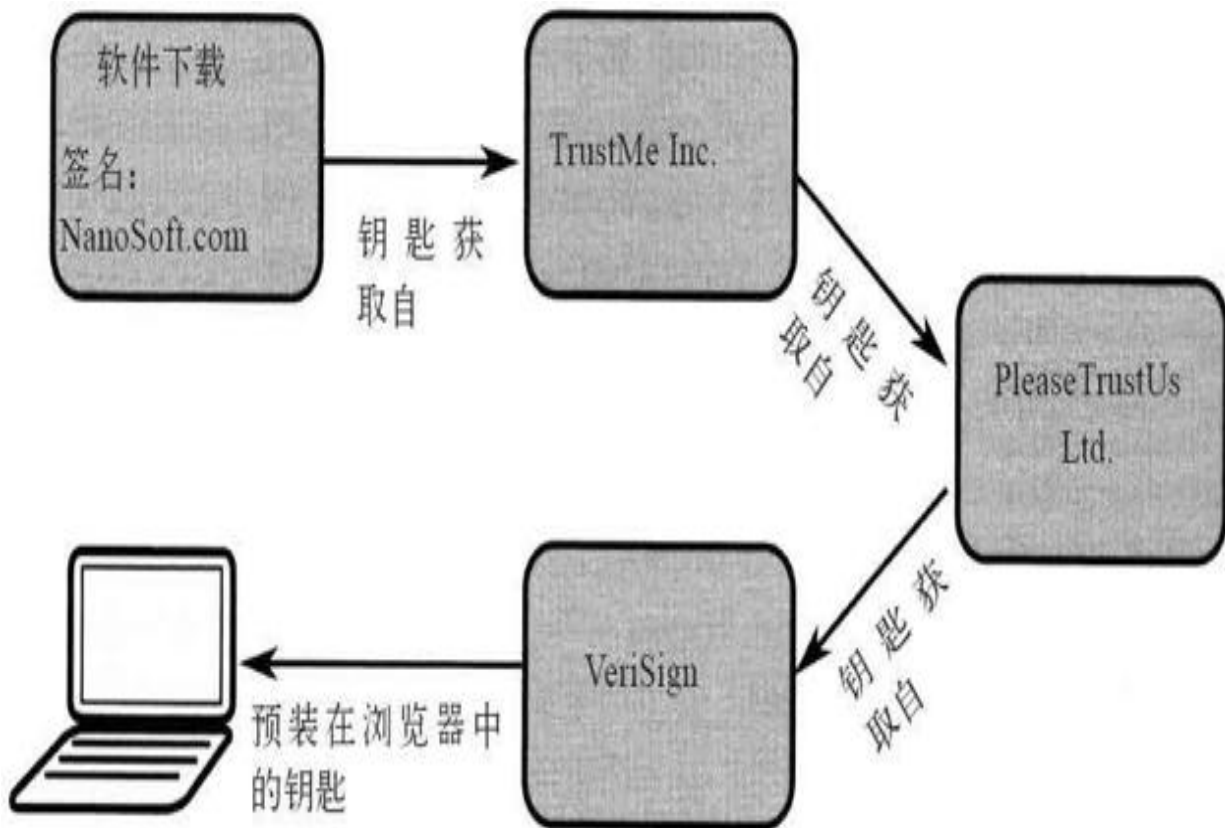 软件下载
签名：
NanoSoft.com
钥匙获
取自
TrustMe Inc.
钥匙获
取自
PleaseTrustUs
Ltd.
钥匙获
取自
VeriSign
预装在浏览器中
的钥匙